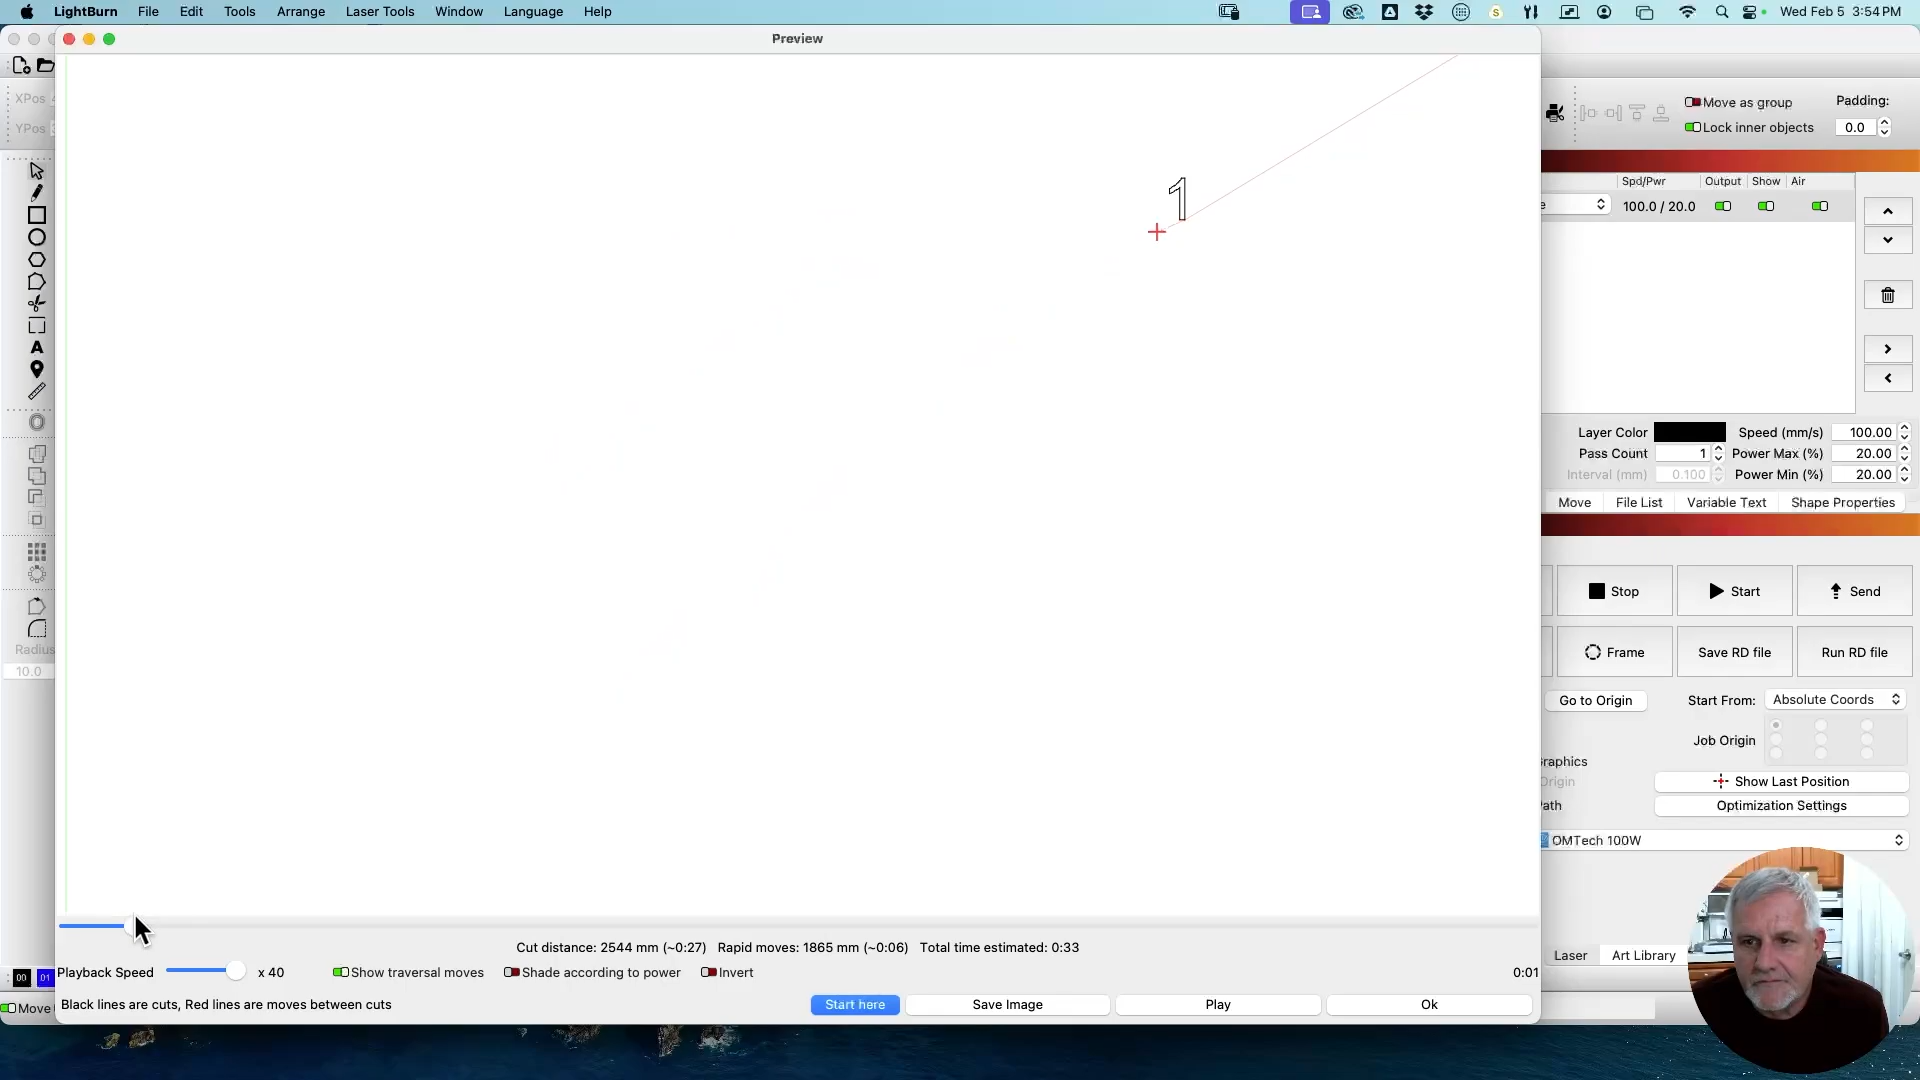 LightBurn File Edit Tools Arrange Laser Tools Window Language Help
Wed Feb 5 3:54 PM
Preview
XPos
YPos
Move as group
Padding:
Lock inner objects
0.0
Spd/Pwr Output Show Air
100.0 / 20.0
1
Layer Color Speed (mm/s) 100.00
Pass Count 1 Power Max (%) 20.00
Interval (mm) 0.100 Power Min (%) 20.00
Move File List Variable Text Shape Properties
Stop Start Send
Frame Save RD file Run RD file
Radius
10.0
Go to Origin Start From: Absolute Coords
Job Origin
Graphics
Origin
Show Last Position
Path
Optimization Settings
OMTech 100W
Cut distance: 2544 mm (~0:27) Rapid moves: 1865 mm (~0:06) Total time estimated: 0:33
Laser Art Library
00 01
Playback Speed x 40 Show traversal moves Shade according to power Invert 0:01
Move
Black lines are cuts, Red lines are moves between cuts
Start here Save Image Play Ok